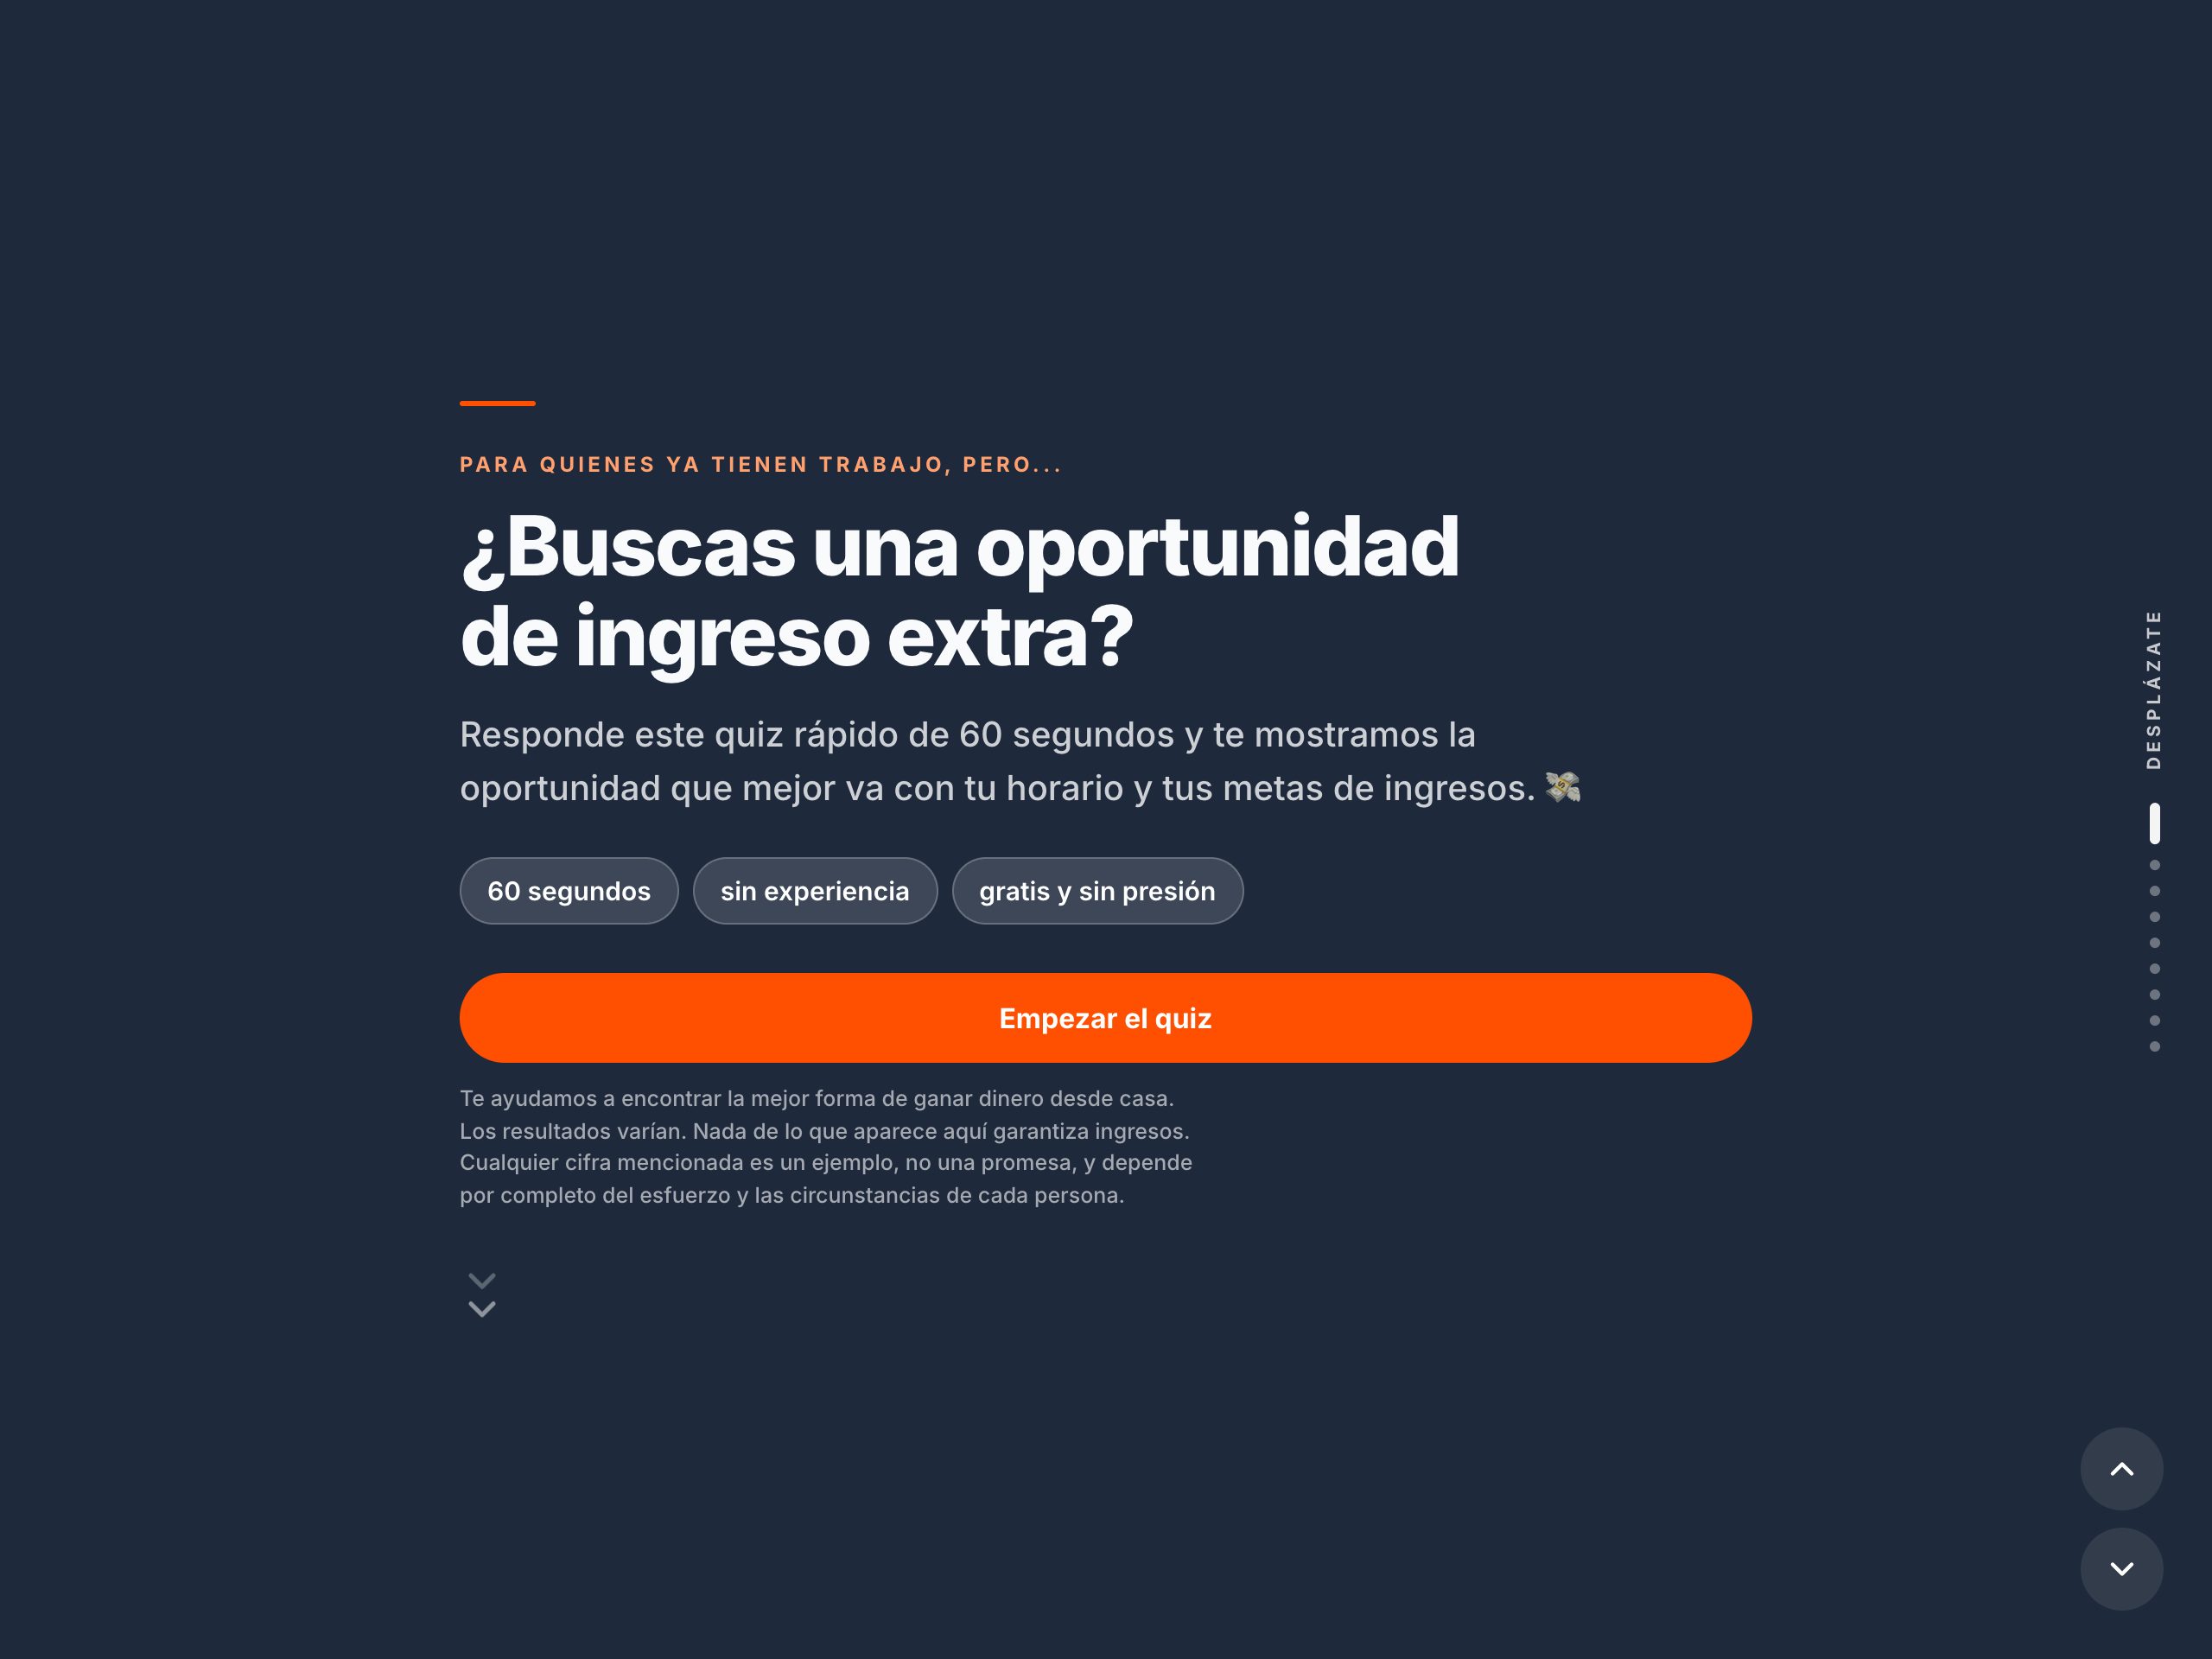 PARA QUIENES YA TIENEN TRABAJO, PERO...
¿Buscas una oportunidad
de ingreso extra?
Responde este quiz rápido de 60 segundos y te mostramos la
oportunidad que mejor va con tu horario y tus metas de ingresos. 💸
60 segundos
sin experiencia
gratis y sin presión
Empezar el quiz
Te ayudamos a encontrar la mejor forma de ganar dinero desde casa.
Los resultados varían. Nada de lo que aparece aquí garantiza ingresos.
Cualquier cifra mencionada es un ejemplo, no una promesa, y depende
por completo del esfuerzo y las circunstancias de cada persona.
DESPLÁZATE